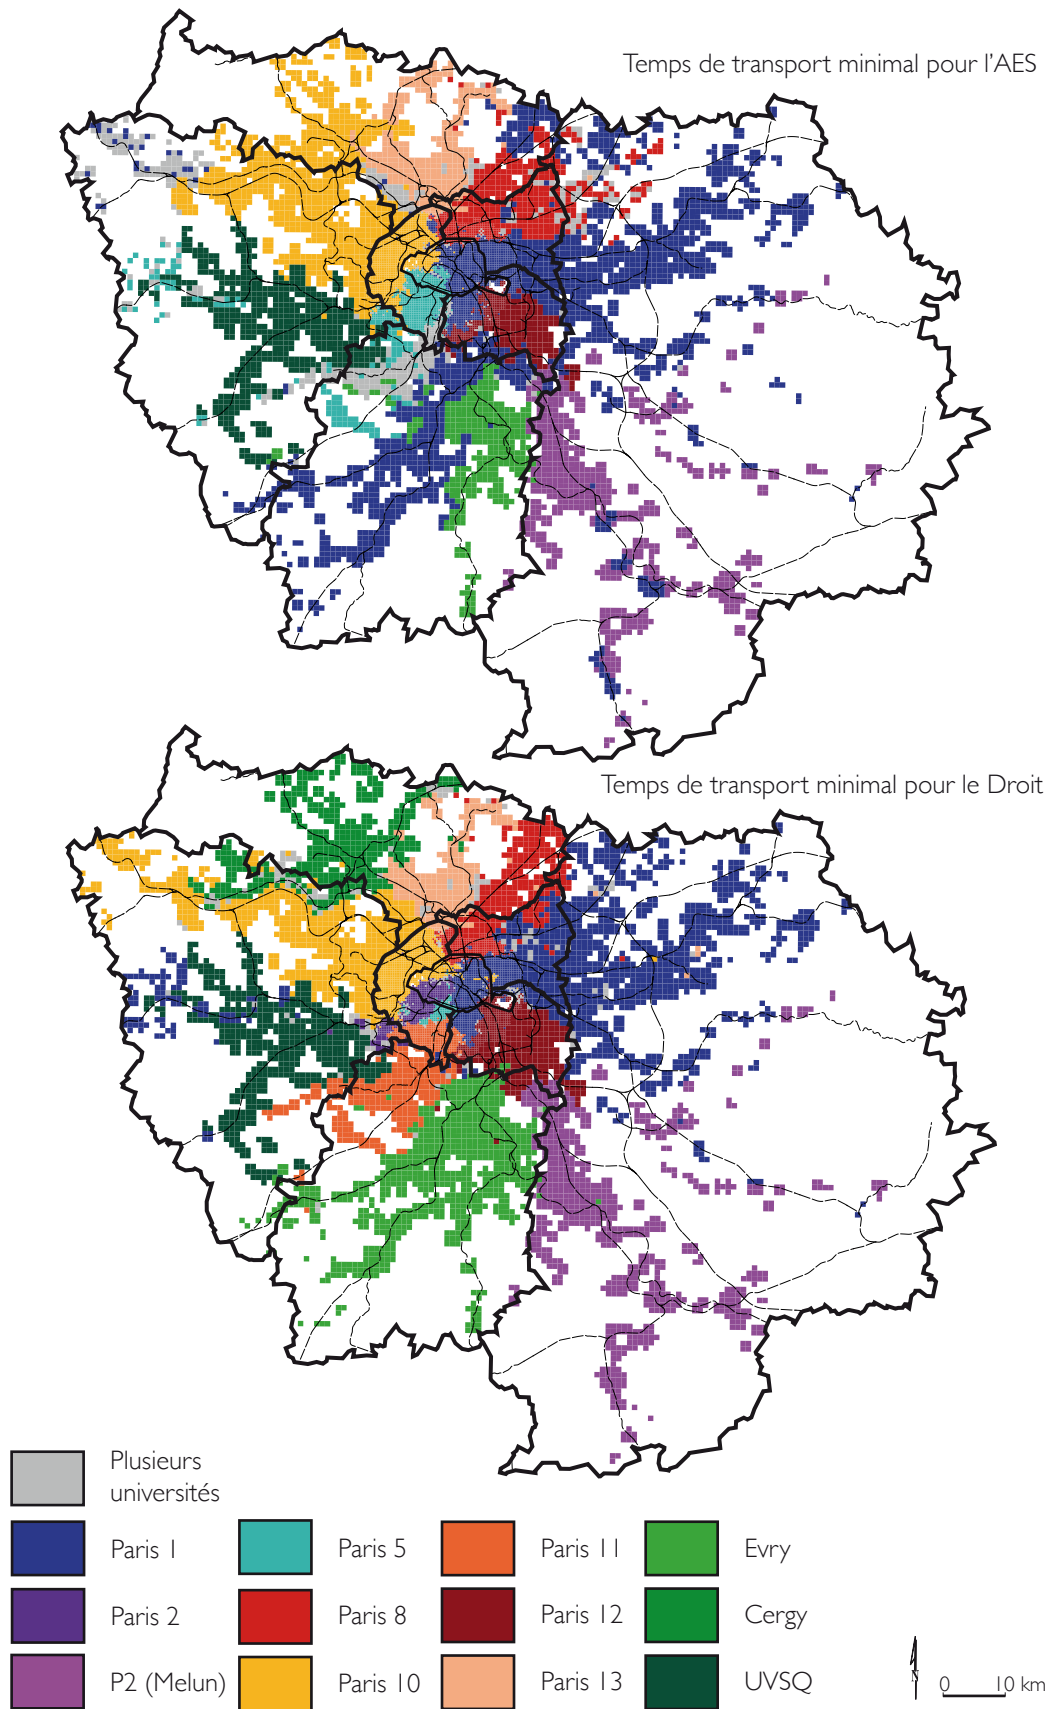 Temps de transport minimal pour l'AES
Temps de transport minimal pour le Droit
Plusieurs
universités
Paris 1
Paris 5
Paris 11
Evry
Paris 2
Paris 8
Paris 12
Cergy
P2 (Melun)
Paris 10
Paris 13
UVSQ
N
0 10 km